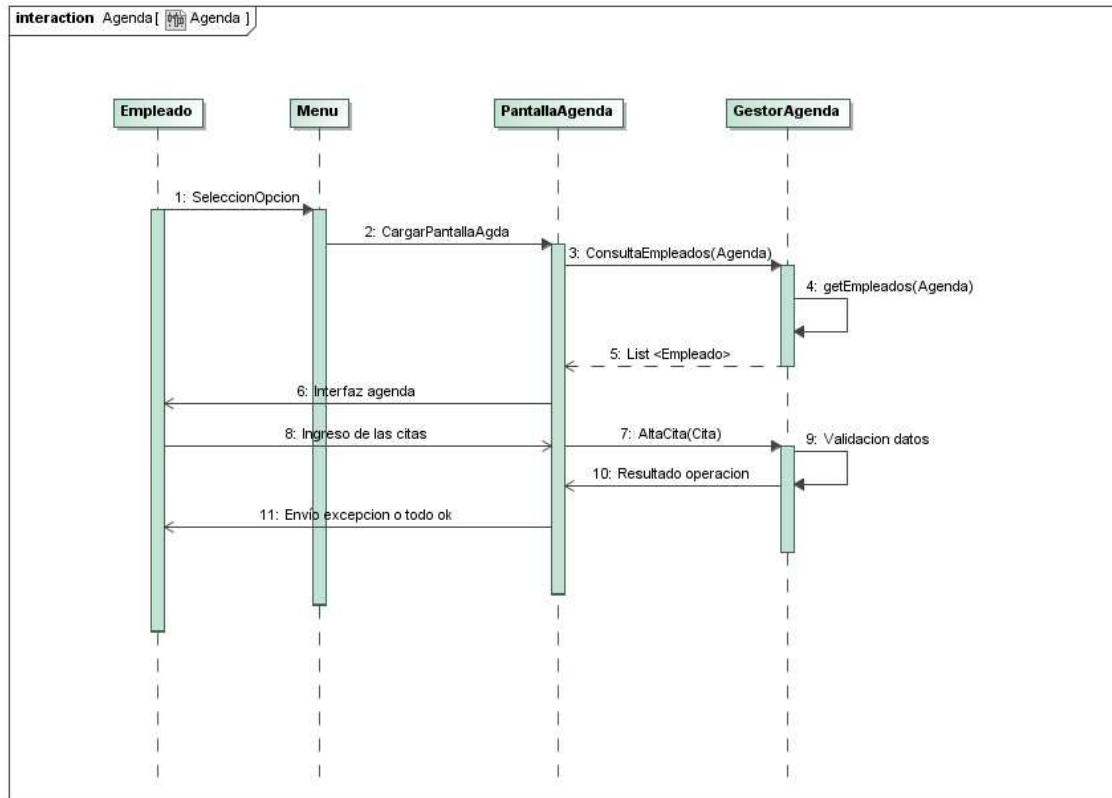 interaction Agenda [ Agenda ]
Empleado
Menu
PantallaAgenda
GestorAgenda
1: SeleccionOpcion
2: CargarPantallaAgda
3: ConsultaEmpleados(Agenda)
4: getEmpleados(Agenda)
5: List <Empleado>
6: Interfaz agenda
8: Ingreso de las citas
7: AltaCita(Cita)
9: Validacion datos
10: Resultado operacion
11: Envío excepcion o todo ok